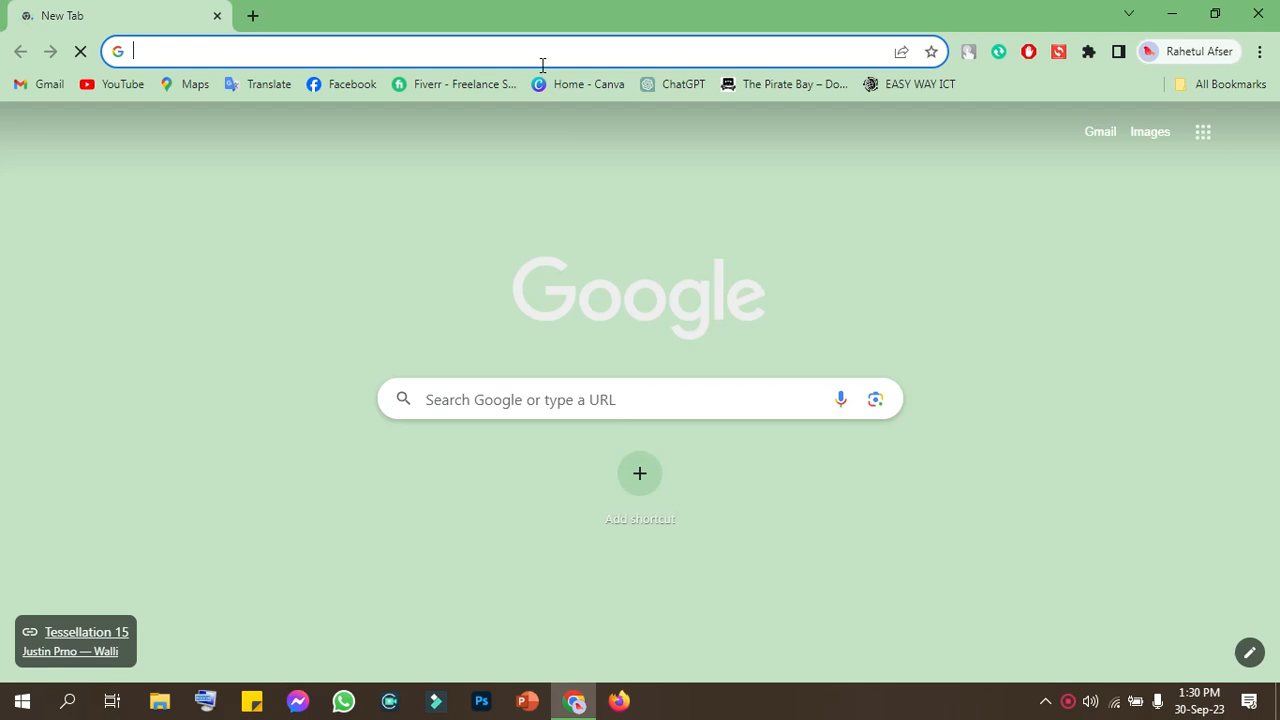 New Tab
Rahetul Afser
Gmail
YouTube
Maps
Translate
Facebook
Fiverr - Freelance S...
Home - Canva
ChatGPT
The Pirate Bay – Do...
EASY WAY ICT
All Bookmarks
Gmail Images
Google
Search Google or type a URL
Add shortcut
Tessellation 15
Justin Prno — Walli
Ps
1:30 PM
30-Sep-23